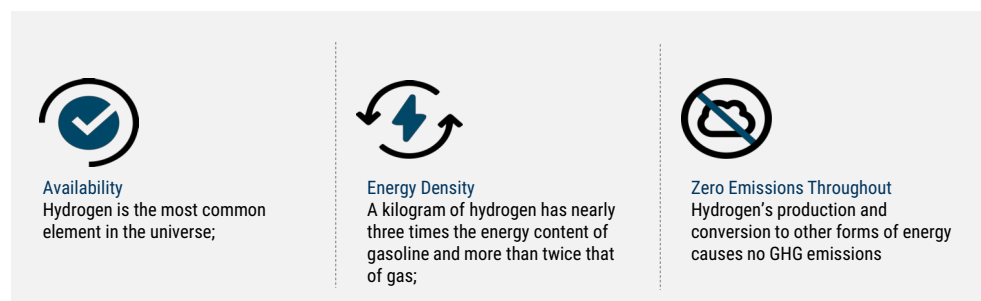 Availability
Hydrogen is the most common
element in the universe;
Energy Density
A kilogram of hydrogen has nearly
three times the energy content of
gasoline and more than twice that
of gas;
Zero Emissions Throughout
Hydrogen’s production and
conversion to other forms of energy
causes no GHG emissions